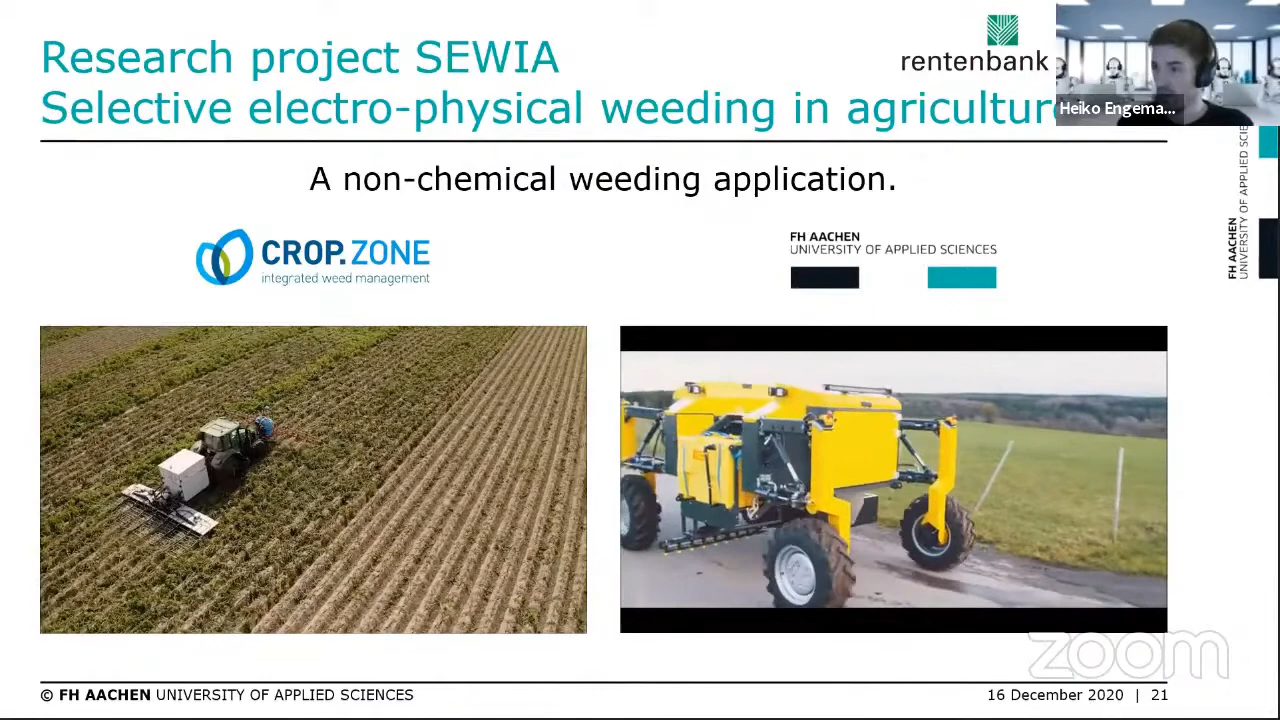 Research project SEWIA
Selective electro-physical weeding in agriculture
rentenbank
Heiko Engema...
A non-chemical weeding application.
CROP.ZONE
integrated weed management
FH AACHEN
UNIVERSITY OF APPLIED SCIENCES
FH AACHEN
UNIVERSITY OF APPLIED SCIE
zoom
© FH AACHEN UNIVERSITY OF APPLIED SCIENCES
16 December 2020 | 21